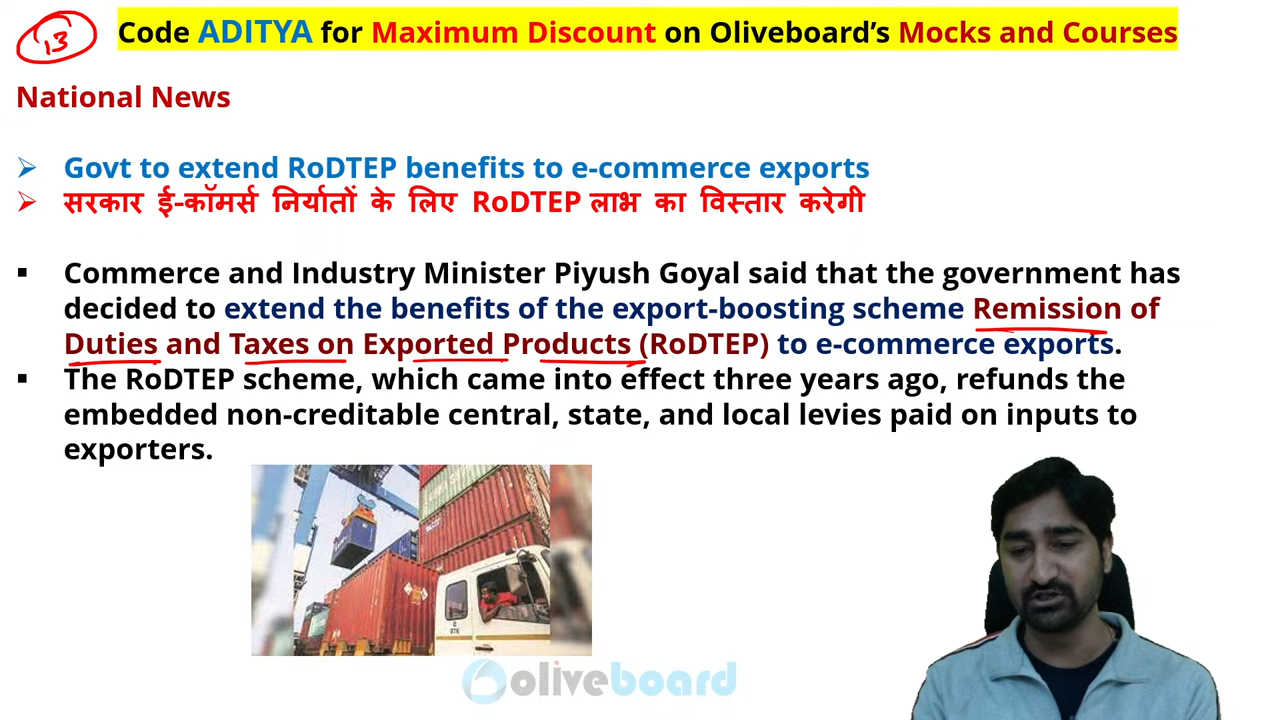 13
Code ADITYA for Maximum Discount on Oliveboard’s Mocks and Courses
National News
Govt to extend RoDTEP benefits to e-commerce exports
सरकार ई-कॉमर्स निर्यातों के लिए RoDTEP लाभ का विस्तार करेगी
Commerce and Industry Minister Piyush Goyal said that the government has
decided to extend the benefits of the export-boosting scheme Remission of
Duties and Taxes on Exported Products (RoDTEP) to e-commerce exports.
The RoDTEP scheme, which came into effect three years ago, refunds the
embedded non-creditable central, state, and local levies paid on inputs to
exporters.
oliveboard